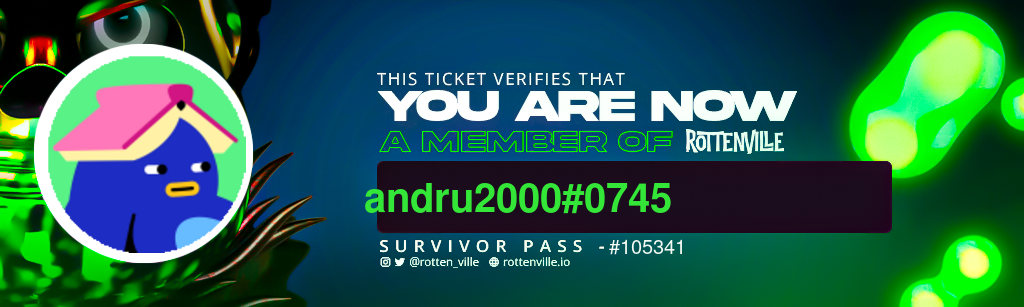 THIS TICKET VERIFIES THAT
YOU ARE NOW
A MEMBER OF ROTTENVILLE
andru2000#0745
SURVIVOR PASS - #105341
@rotten_ville rottenville.io